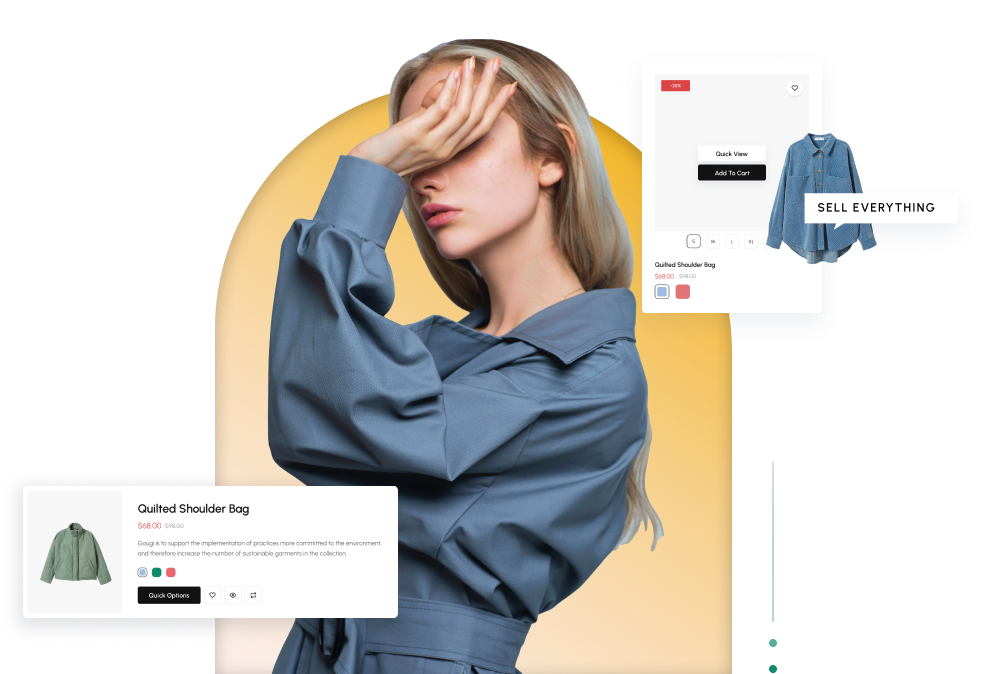 -20%
Quick View
Add To Cart
SELL EVERYTHING
S M L XL
Quilted Shoulder Bag
$68.00 $98.00
Quilted Shoulder Bag
$68.00 $98.00
Gougi is to support the implementation of practices more committed to the environment,
and therefore increase the number of sustainable garments in the collection.
Quick Options